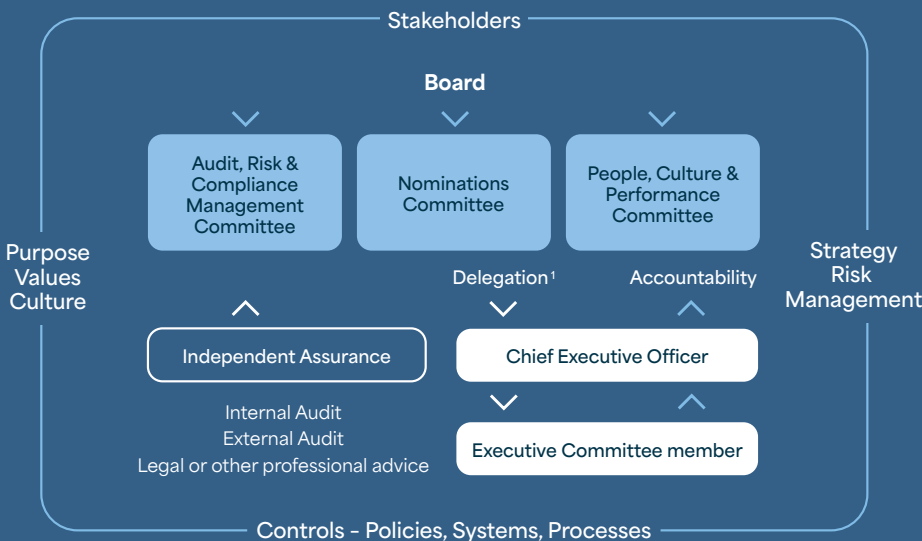 Stakeholders
Board
Audit, Risk &
Compliance
Management
Committee
Nominations
Committee
People, Culture &
Performance
Committee
Purpose
Values
Culture
Strategy
Risk
Management
Delegation¹
Accountability
Independent Assurance
Chief Executive Officer
Internal Audit
External Audit
Legal or other professional advice
Executive Committee member
Controls – Policies, Systems, Processes